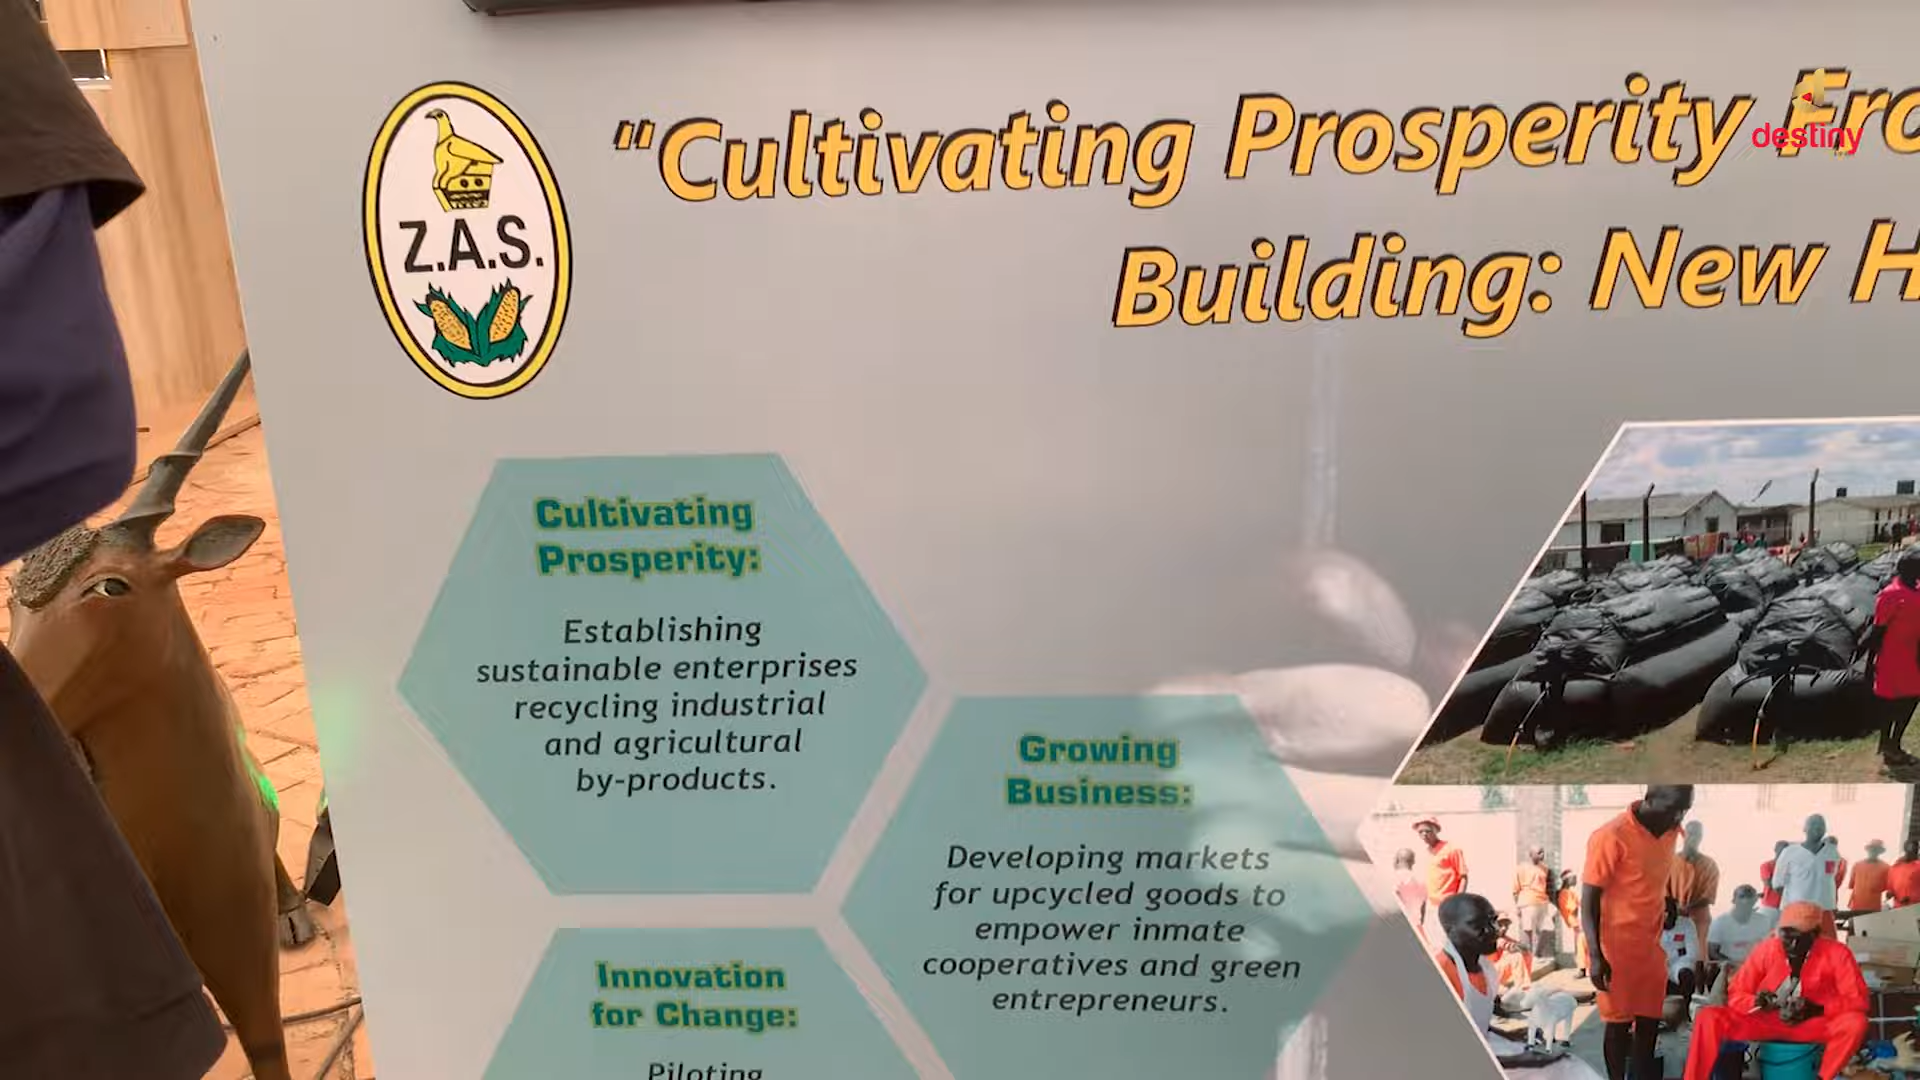 Z.A.S.
"Cultivating Prosperity Fro
Building: New H
destiny
Cultivating
Prosperity:
Establishing
sustainable enterprises
recycling industrial
and agricultural
by-products.
Growing
Business:
Developing markets
for upcycled goods to
empower inmate
cooperatives and green
entrepreneurs.
Innovation
for Change:
Piloting